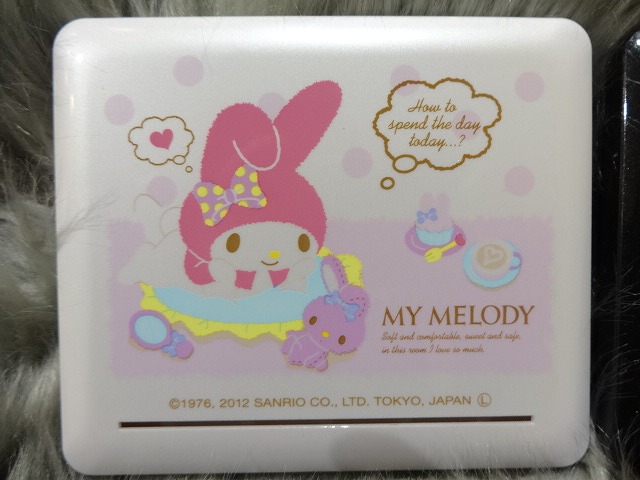 How to
spend the day
today...?
MY MELODY
Soft and comfortable, sweet and safe,
in this room I love so much.
©1976, 2012 SANRIO CO., LTD. TOKYO, JAPAN Ⓛ